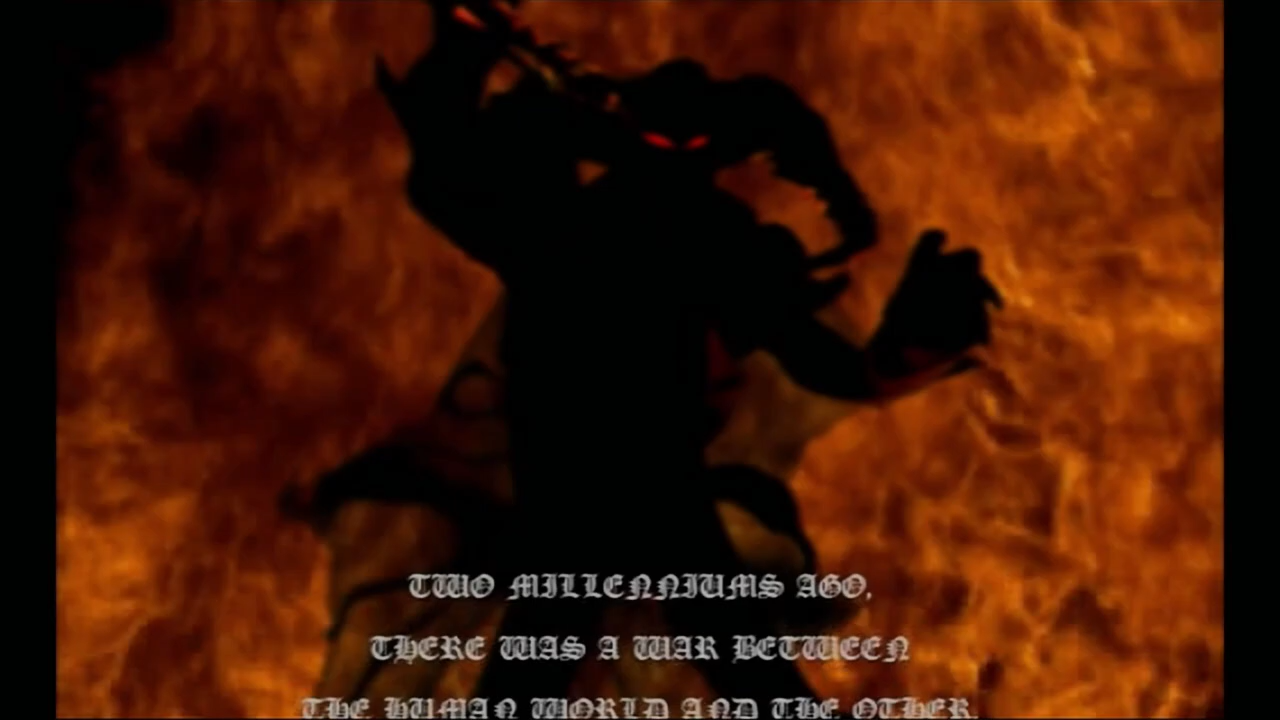 TWO MILLENNIUMS AGO,
THERE WAS A WAR BETWEEN
THE HUMAN WORLD AND THE OTHER.